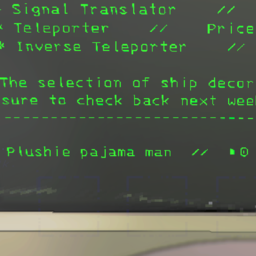 * Signal Translator //
* Teleporter // Price
* Inverse Teleporter //
The selection of ship decor
sure to check back next wee
----------------------------
Plushie pajama man // ■0